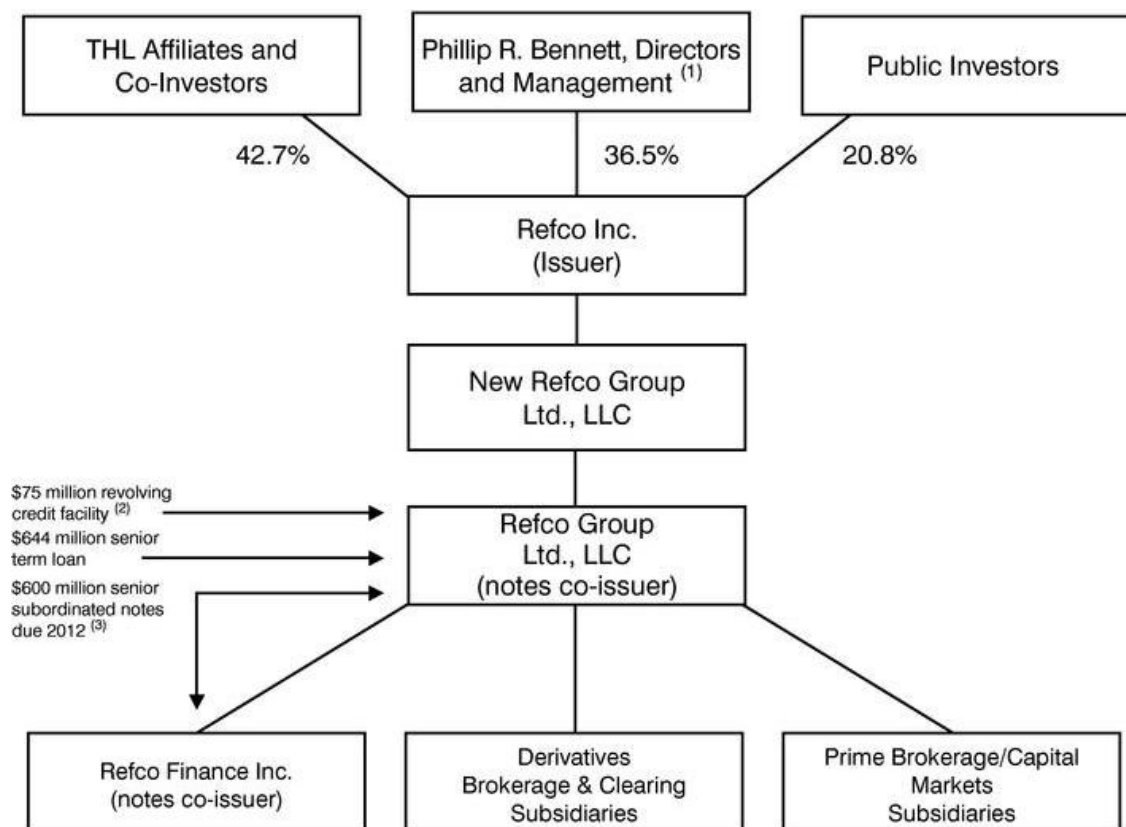 THL Affiliates and
Co-Investors
Phillip R. Bennett, Directors
and Management (1)
Public Investors
42.7%
36.5%
20.8%
Refco Inc.
(Issuer)
New Refco Group
Ltd., LLC
$75 million revolving
credit facility (2)
$644 million senior
term loan
$600 million senior
subordinated notes
due 2012 (3)
Refco Group
Ltd., LLC
(notes co-issuer)
Refco Finance Inc.
(notes co-issuer)
Derivatives
Brokerage & Clearing
Subsidiaries
Prime Brokerage/Capital
Markets
Subsidiaries